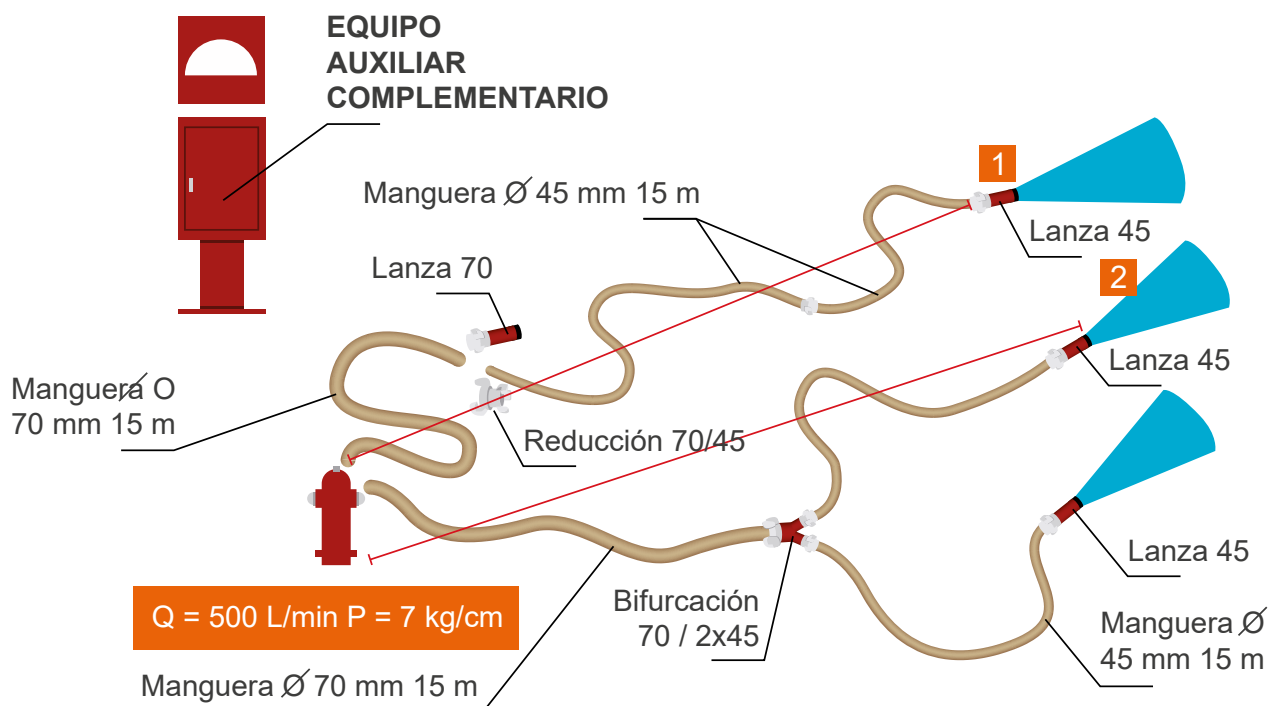 EQUIPO
AUXILIAR
COMPLEMENTARIO
1
Manguera Ø 45 mm 15 m
Lanza 45
Lanza 70
2
Lanza 45
Manguera O
70 mm 15 m
Reducción 70/45
Lanza 45
Q = 500 L/min P = 7 kg/cm
Bifurcación
70 / 2x45
Manguera Ø
45 mm 15 m
Manguera Ø 70 mm 15 m